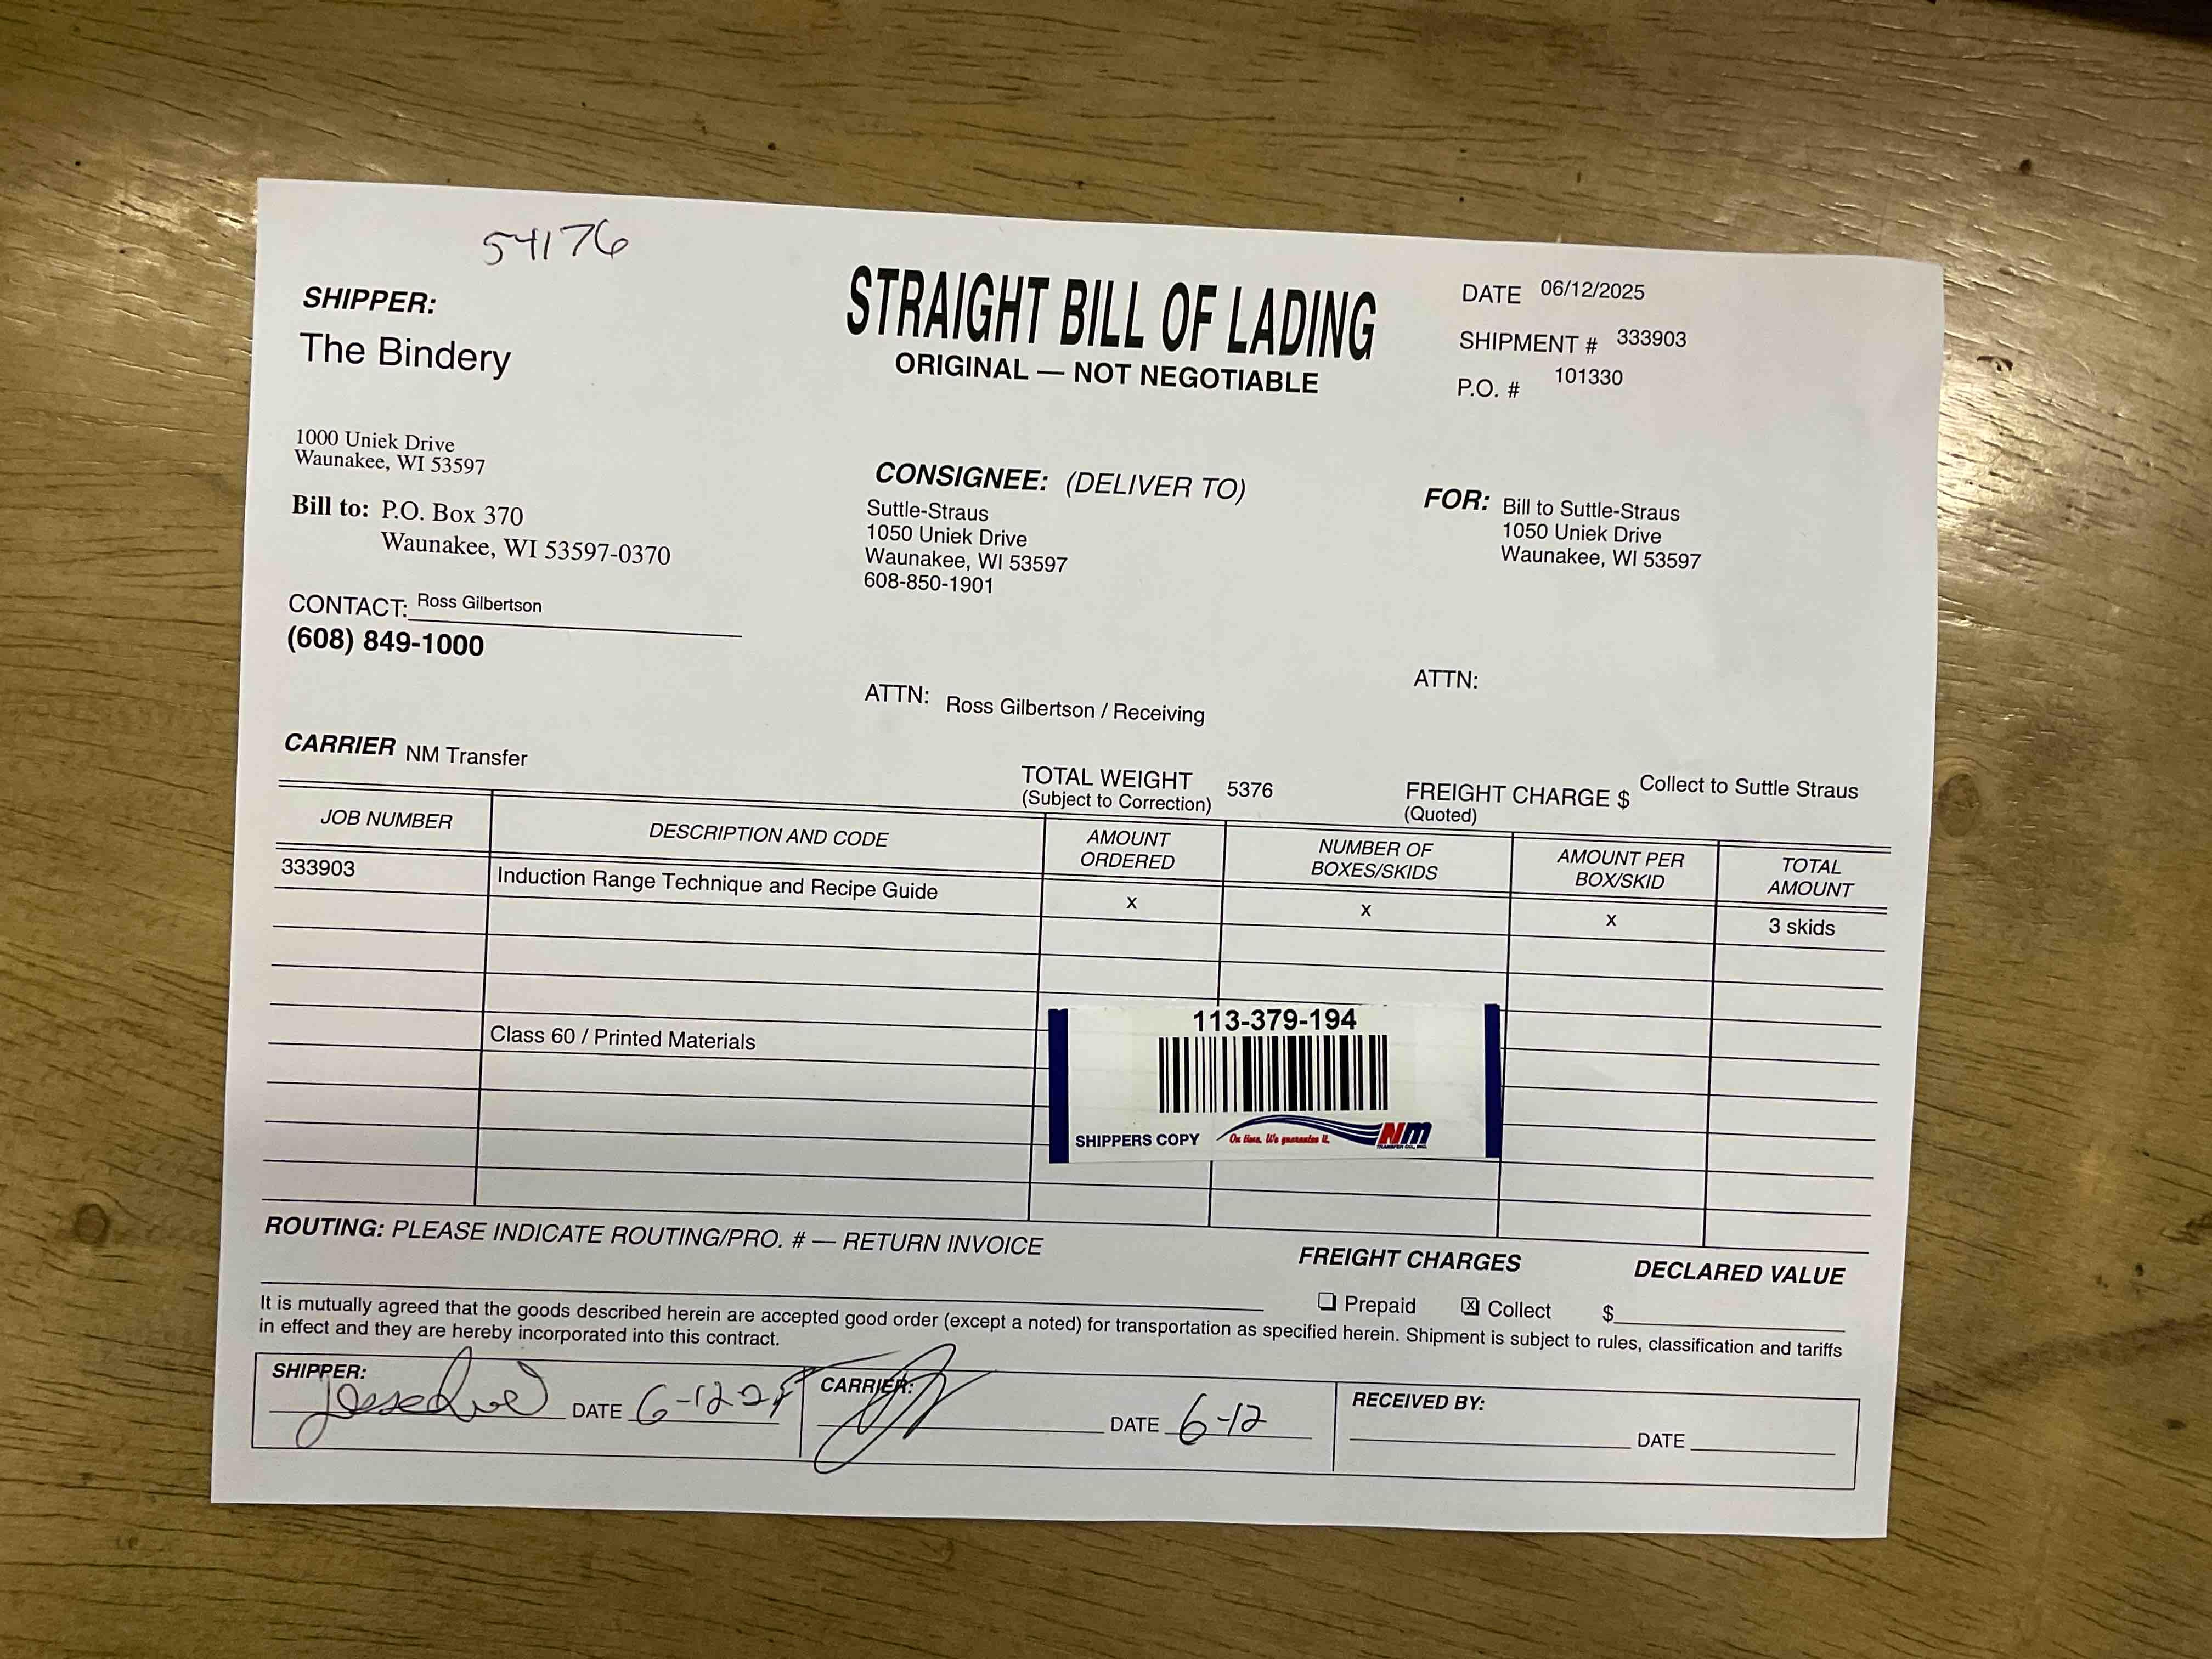 54176
SHIPPER:
The Bindery
1000 Uniek Drive
Waunakee, WI 53597
Bill to: P.O. Box 370
Waunakee, WI 53597-0370
CONTACT: Ross Gilbertson
(608) 849-1000
STRAIGHT BILL OF LADING
ORIGINAL — NOT NEGOTIABLE
DATE 06/12/2025
SHIPMENT # 333903
P.O. # 101330
CONSIGNEE: (DELIVER TO)
Suttle-Straus
1050 Uniek Drive
Waunakee, WI 53597
608-850-1901
ATTN: Ross Gilbertson / Receiving
FOR: Bill to Suttle-Straus
1050 Uniek Drive
Waunakee, WI 53597
ATTN:
CARRIER NM Transfer
TOTAL WEIGHT 5376
(Subject to Correction)
FREIGHT CHARGE $ Collect to Suttle Straus
(Quoted)
JOB NUMBER DESCRIPTION AND CODE AMOUNT ORDERED NUMBER OF BOXES/SKIDS AMOUNT PER BOX/SKID TOTAL AMOUNT
333903 Induction Range Technique and Recipe Guide x x x 3 skids
Class 60 / Printed Materials
113-379-194
SHIPPERS COPY On time. We guarantee it. NM
TRANSFER CO., INC.
ROUTING: PLEASE INDICATE ROUTING/PRO. # — RETURN INVOICE
FREIGHT CHARGES DECLARED VALUE
Prepaid x Collect $
It is mutually agreed that the goods described herein are accepted good order (except a noted) for transportation as specified herein. Shipment is subject to rules, classification and tariffs
in effect and they are hereby incorporated into this contract.
SHIPPER: DATE 6-12-25
CARRIER: DATE 6-12
RECEIVED BY: DATE